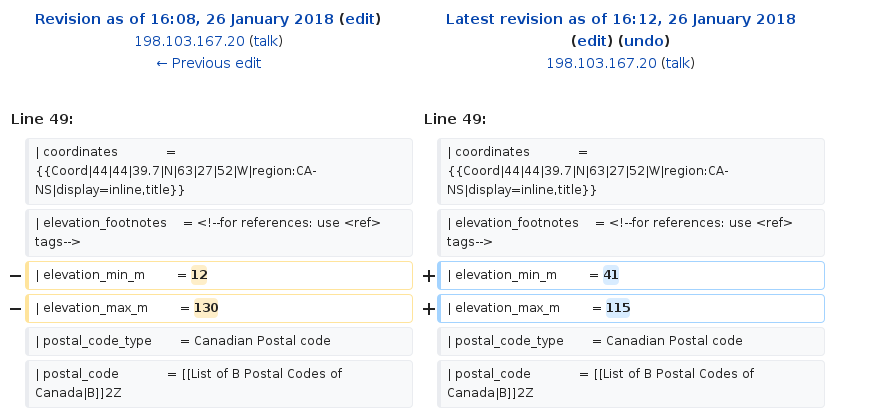 Revision as of 16:08, 26 January 2018 (edit)
198.103.167.20 (talk)
← Previous edit
Latest revision as of 16:12, 26 January 2018
(edit) (undo)
198.103.167.20 (talk)
Line 49:
Line 49:
| coordinates =
{{Coord|44|44|39.7|N|63|27|52|W|region:CA-
NS|display=inline,title}}
| coordinates =
{{Coord|44|44|39.7|N|63|27|52|W|region:CA-
NS|display=inline,title}}
| elevation_footnotes = <!--for references: use <ref>
tags-->
| elevation_footnotes = <!--for references: use <ref>
tags-->
− | elevation_min_m = 12
+ | elevation_min_m = 41
− | elevation_max_m = 130
+ | elevation_max_m = 115
| postal_code_type = Canadian Postal code
| postal_code_type = Canadian Postal code
| postal_code = [[List of B Postal Codes of
Canada|B]]2Z
| postal_code = [[List of B Postal Codes of
Canada|B]]2Z